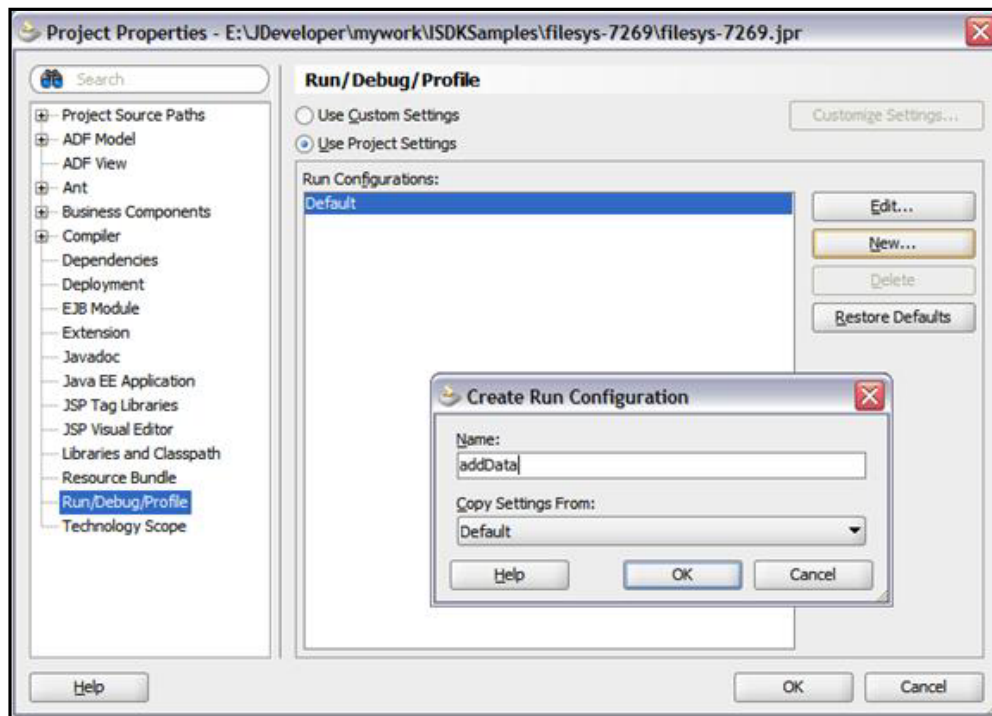 Project Properties - E:\JDeveloper\mywork\ISDKSamples\filesys-7269\filesys-7269.jpr
Search
Project Source Paths
ADF Model
ADF View
Ant
Business Components
Compiler
Dependencies
Deployment
EJB Module
Extension
Javadoc
Java EE Application
JSP Tag Libraries
JSP Visual Editor
Libraries and Classpath
Resource Bundle
Run/Debug/Profile
Technology Scope
Run/Debug/Profile
Use Custom Settings
Customize Settings...
Use Project Settings
Run Configurations:
Default
Edit...
New...
Delete
Restore Defaults
Create Run Configuration
Name:
addData
Copy Settings From:
Default
Help
OK
Cancel
Help
OK
Cancel